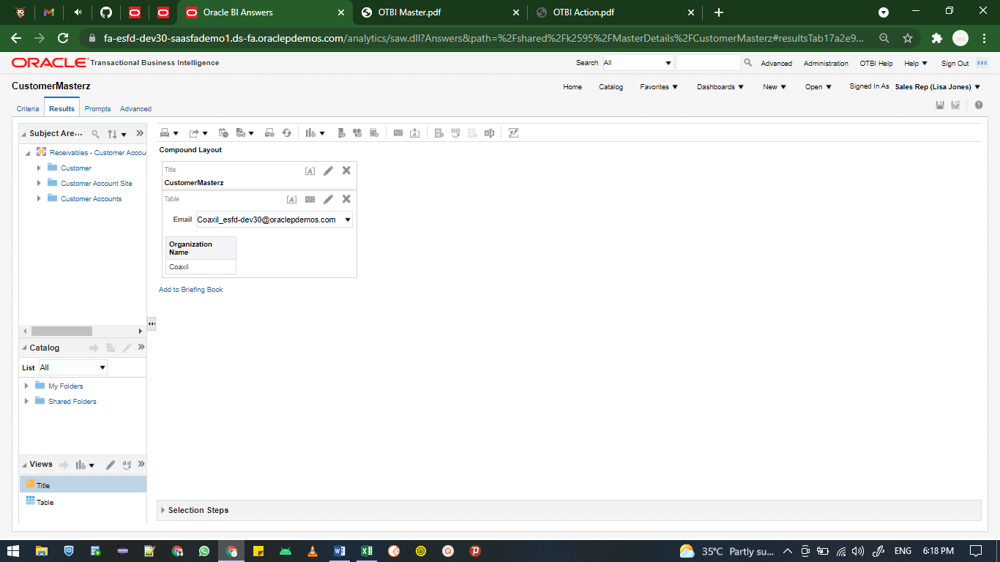 Oracle BI Answers
OTBI Master.pdf
OTBI Action.pdf
fa-esfd-dev30-saasfademo1.ds-fa.oraclepdemos.com/analytics/saw.dll?Answers&path=%2Fshared%2Fk2595%2FMasterDetails%2FCustomerMasterz#resultsTab17a2e9...
ORACLE Transactional Business Intelligence
Search All Advanced Administration OTBI Help Help Sign Out
CustomerMasterz
Home Catalog Favorites Dashboards New Open Signed In As Sales Rep (Lisa Jones)
Criteria Results Prompts Advanced
Subject Are...
Receivables - Customer Accou
Customer
Customer Account Site
Customer Accounts
Catalog
List All
My Folders
Shared Folders
Views
Title
Table
Compound Layout
Title
CustomerMasterz
Table
Email Coaxil_esfd-dev30@oraclepdemos.com
Organization
Name
Coaxil
Add to Briefing Book
Selection Steps
35°C Partly su... ENG 6:18 PM